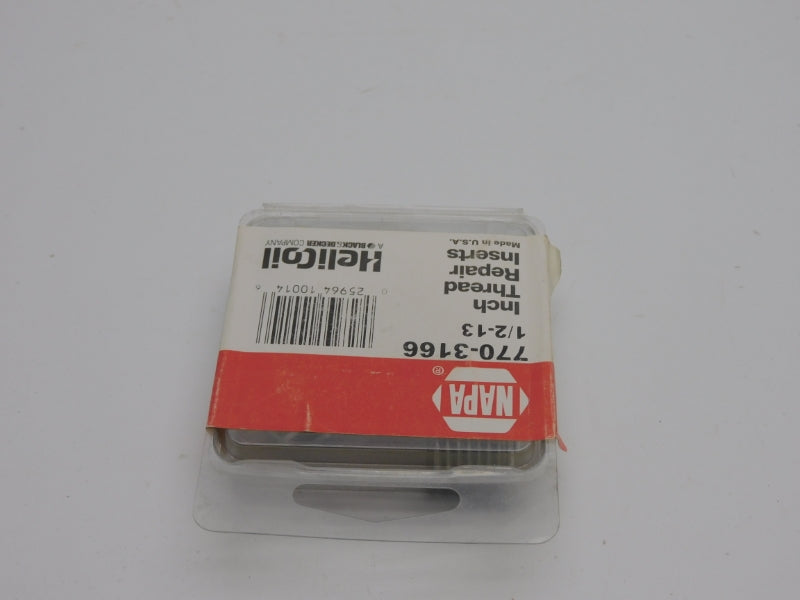 NAPA®
770-3166
1/2-13
Inch
Thread
Repair
Inserts
Made in U.S.A.
0 25964 10014 6
HeliCoil
A BLACK & DECKER COMPANY